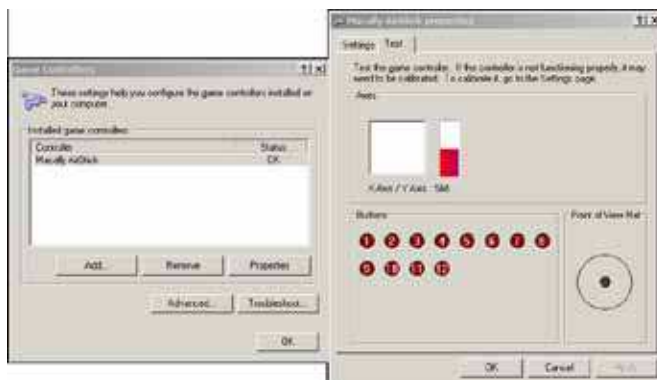 Game Controllers
These settings help you configure the game controllers installed on
your computer.
Installed game controllers
Controller Status
Macally AirStick OK
Add... Remove Properties
Advanced... Troubleshoot...
OK
Macally AirStick properties
Settings Test
Test the game controller. If the controller is not functioning properly, it may
need to be calibrated. To calibrate it, go to the Settings page.
Axes
X Axis / Y Axis
Buttons
1 2 3 4 5 6 7 8
9 10 11 12
Point of View Hat
OK Cancel Apply